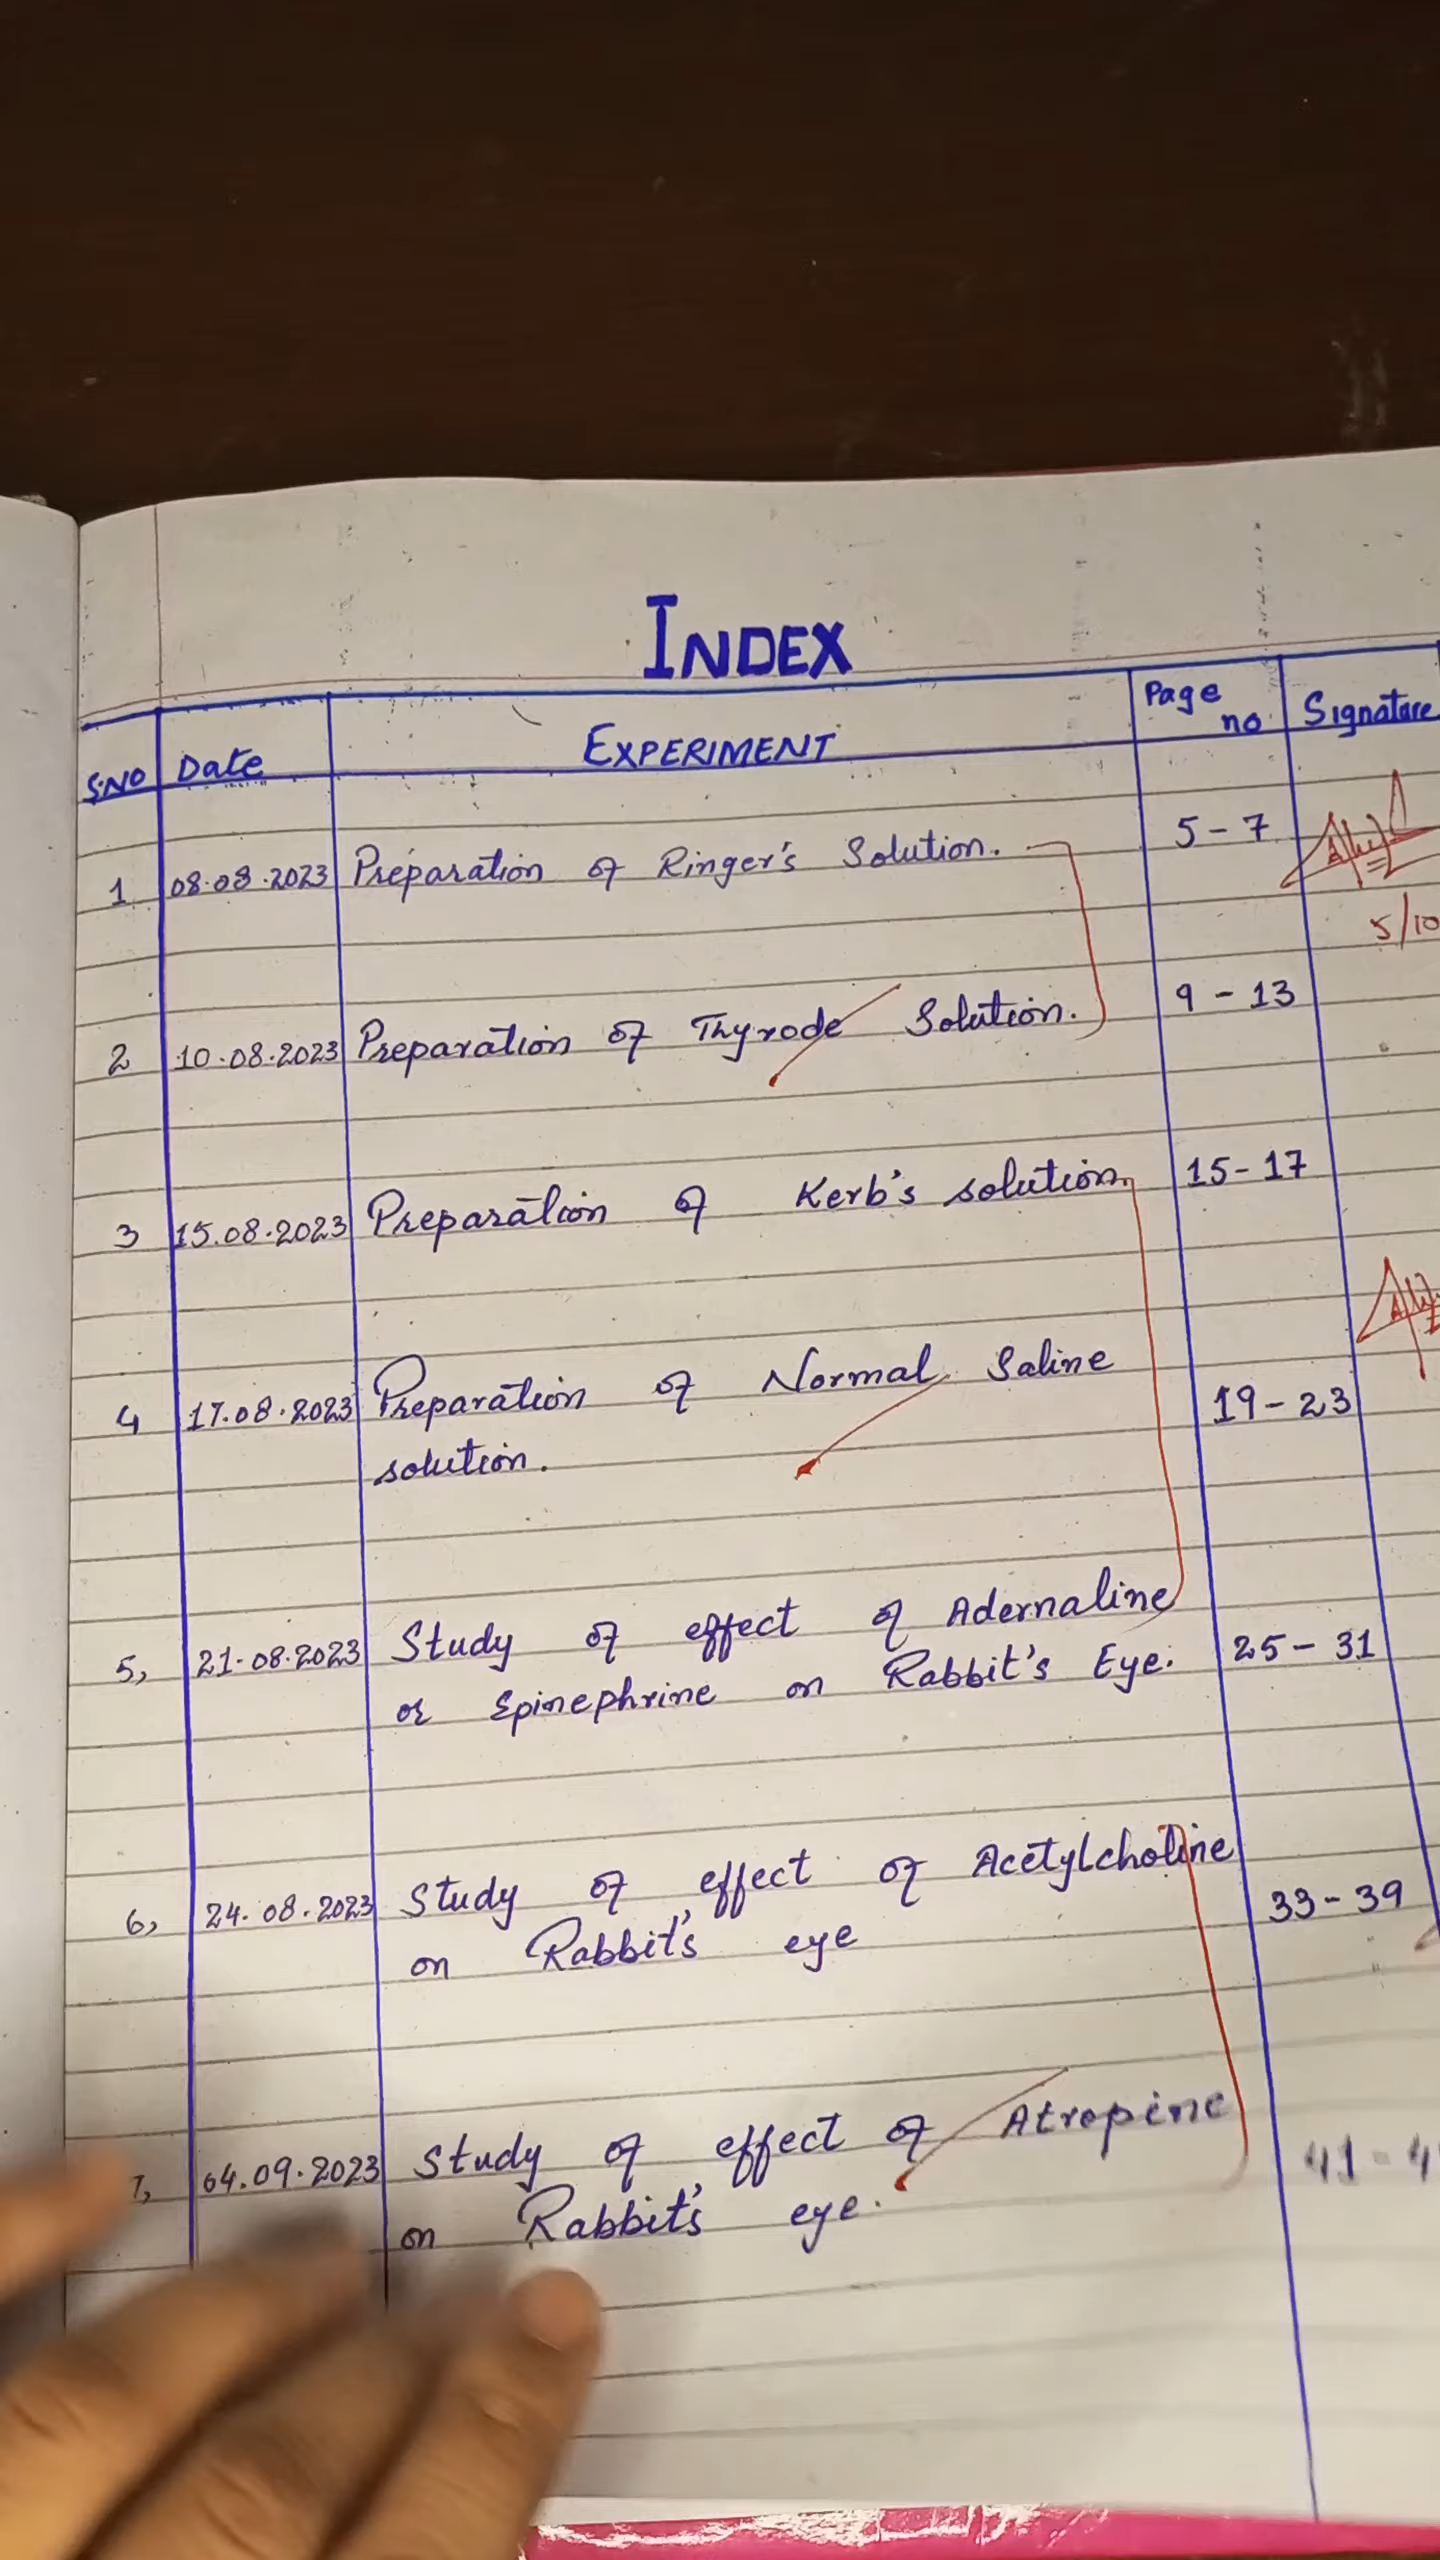 INDEX
S.NO Date EXPERIMENT Page no. Signature
1 08.08.2023 Preparation of Ringer's Solution. 5-7
5/10
2 10.08.2023 Preparation of Thyrode Solution. 9-13
3 15.08.2023 Preparation of Kerb's solution. 15-17
4 17.08.2023 Preparation of Normal Saline 19-23
solution.
5, 21.08.2023 Study of effect of Adernaline 25-31
or Epinephrine on Rabbit's Eye.
6, 24.08.2023 Study of effect of Acetylcholine 33-39
on Rabbit's eye
7, 04.09.2023 Study of effect of Atropine 41-4
on Rabbit's eye.